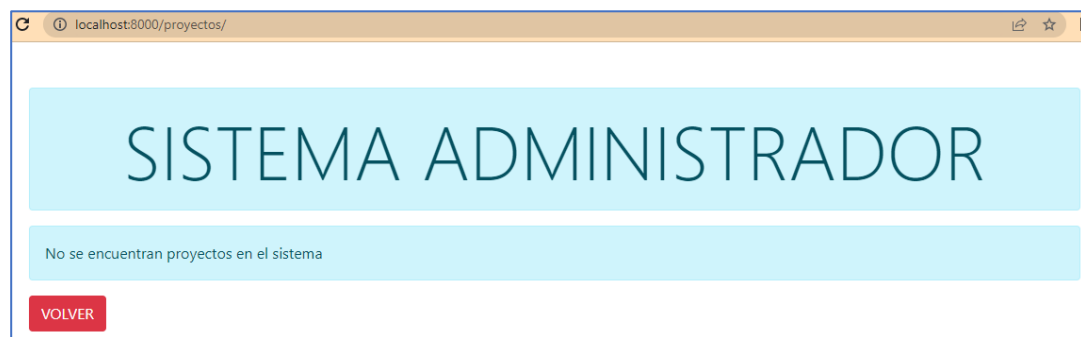 localhost:8000/proyectos/
SISTEMA ADMINISTRADOR
No se encuentran proyectos en el sistema
VOLVER